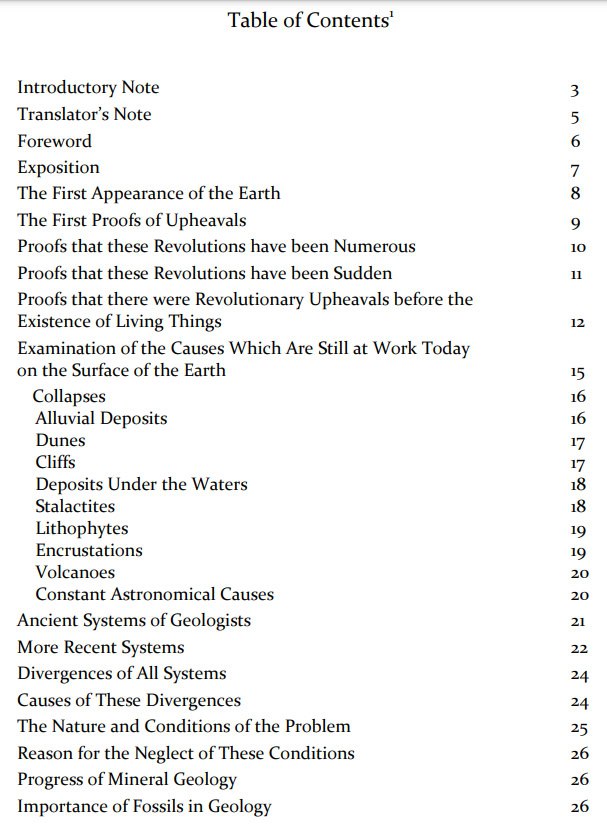 Table of Contents¹
Introductory Note 3
Translator’s Note 5
Foreword 6
Exposition 7
The First Appearance of the Earth 8
The First Proofs of Upheavals 9
Proofs that these Revolutions have been Numerous 10
Proofs that these Revolutions have been Sudden 11
Proofs that there were Revolutionary Upheavals before the
Existence of Living Things 12
Examination of the Causes Which Are Still at Work Today
on the Surface of the Earth 15
Collapses 16
Alluvial Deposits 16
Dunes 17
Cliffs 17
Deposits Under the Waters 18
Stalactites 18
Lithophytes 19
Encrustations 19
Volcanoes 20
Constant Astronomical Causes 20
Ancient Systems of Geologists 21
More Recent Systems 22
Divergences of All Systems 24
Causes of These Divergences 24
The Nature and Conditions of the Problem 25
Reason for the Neglect of These Conditions 26
Progress of Mineral Geology 26
Importance of Fossils in Geology 26